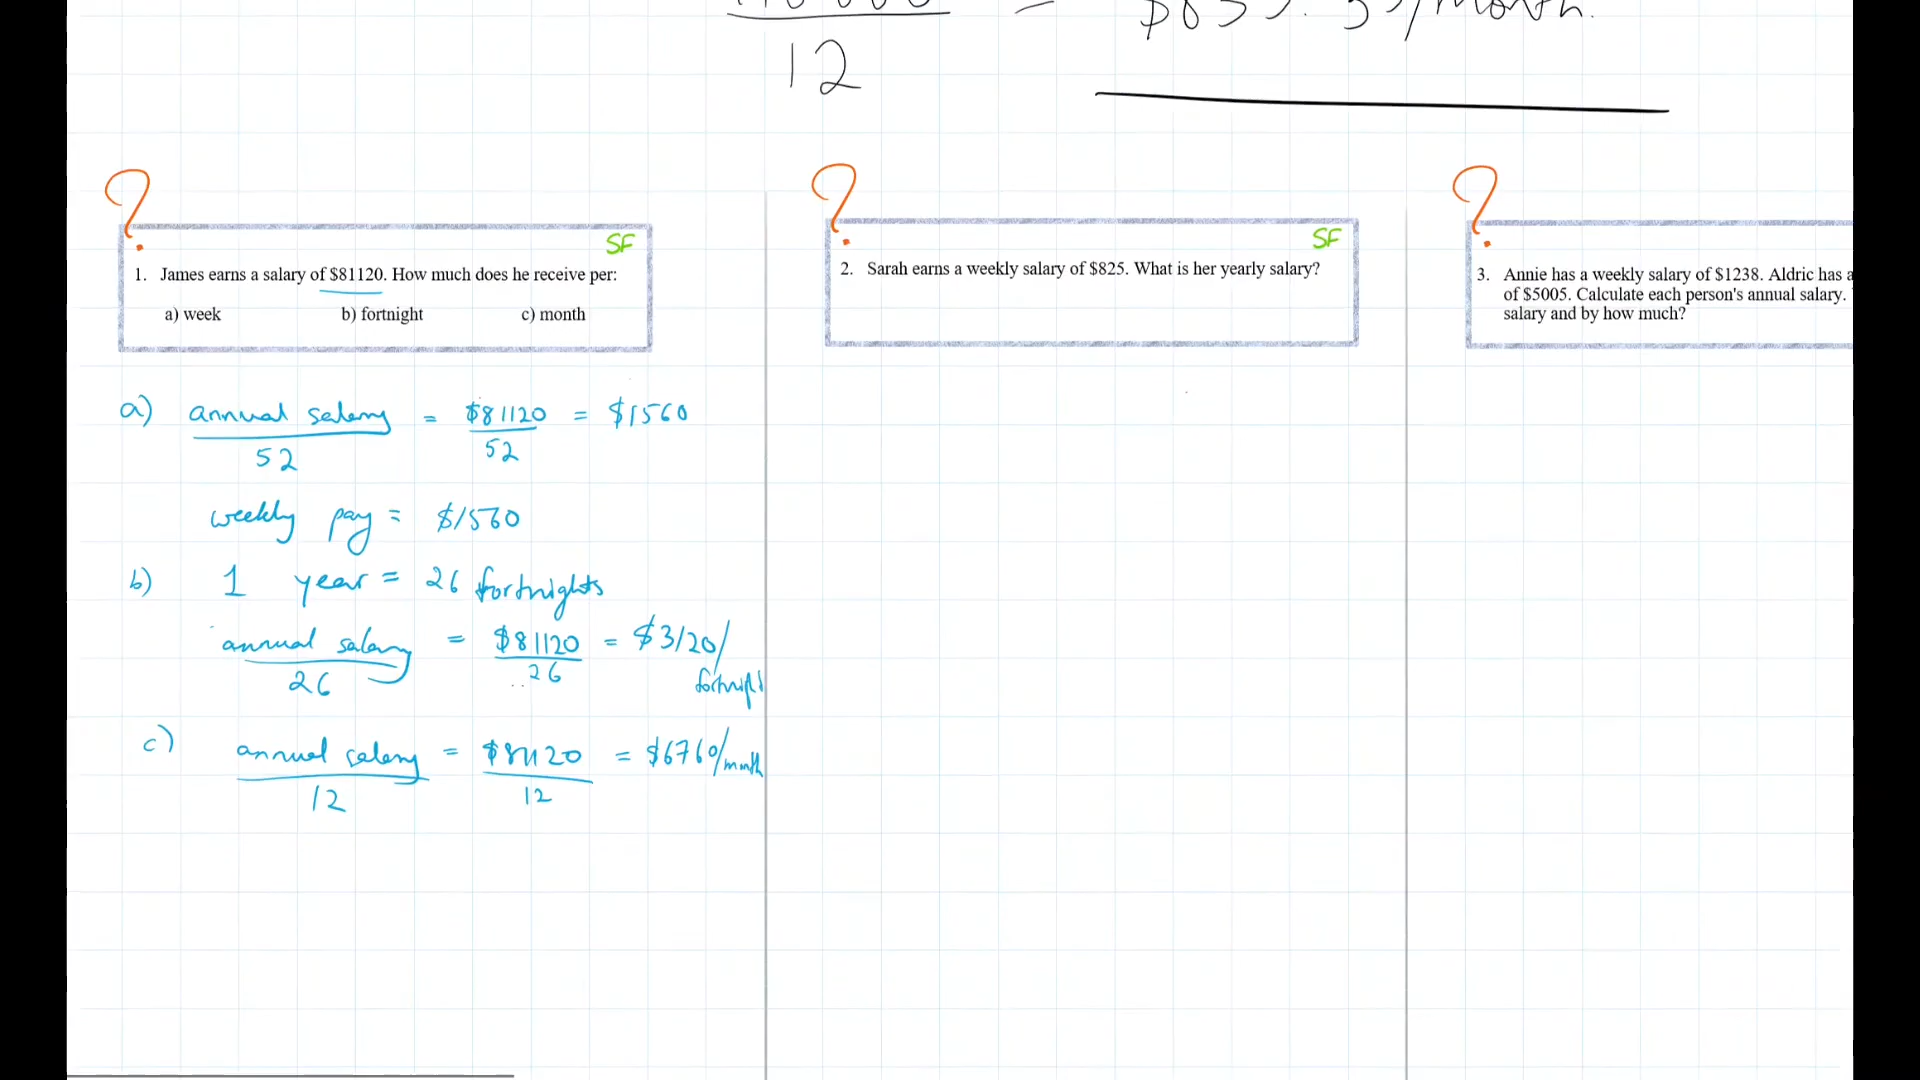 12
= $833.33/month.
?
SF
1. James earns a salary of $81120. How much does he receive per:
a) week b) fortnight c) month
a) annual salary = $81120 = $1560
52 52
weekly pay = $1560
b) 1 year = 26 fortnights
annual salary = $81120 = $3120/
26 26 fortnight
c) annual salary = $81120 = $6760/month
12 12
?
SF
2. Sarah earns a weekly salary of $825. What is her yearly salary?
?
3. Annie has a weekly salary of $1238. Aldric has a
of $5005. Calculate each person's annual salary.
salary and by how much?